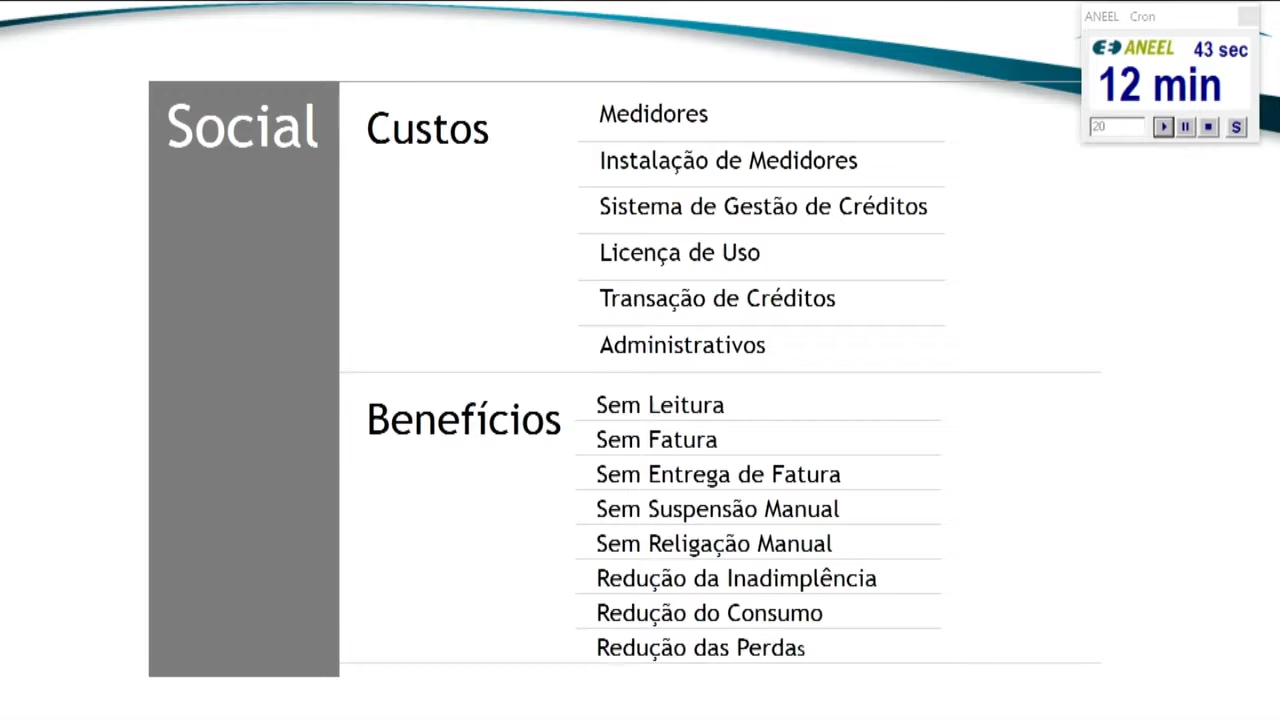 ANEEL Cron
ANEEL 43 sec
12 min
20
S
Social
Custos
Medidores
Instalação de Medidores
Sistema de Gestão de Créditos
Licença de Uso
Transação de Créditos
Administrativos
Benefícios
Sem Leitura
Sem Fatura
Sem Entrega de Fatura
Sem Suspensão Manual
Sem Religação Manual
Redução da Inadimplência
Redução do Consumo
Redução das Perdas